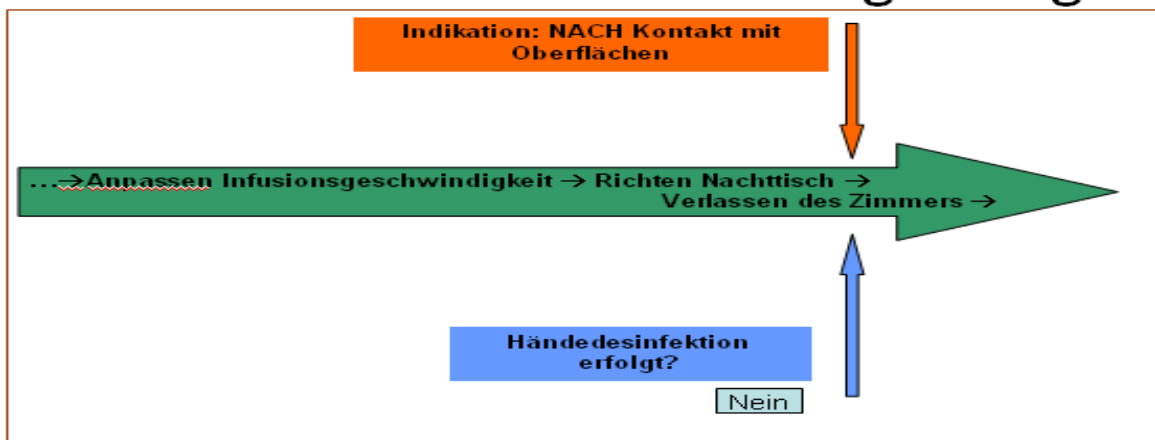 Indikation: NACH Kontakt mit
Oberflächen
...→Anpassen Infusionsgeschwindigkeit → Richten Nachttisch →
Verlassen des Zimmers →
Händedesinfektion
erfolgt?
Nein